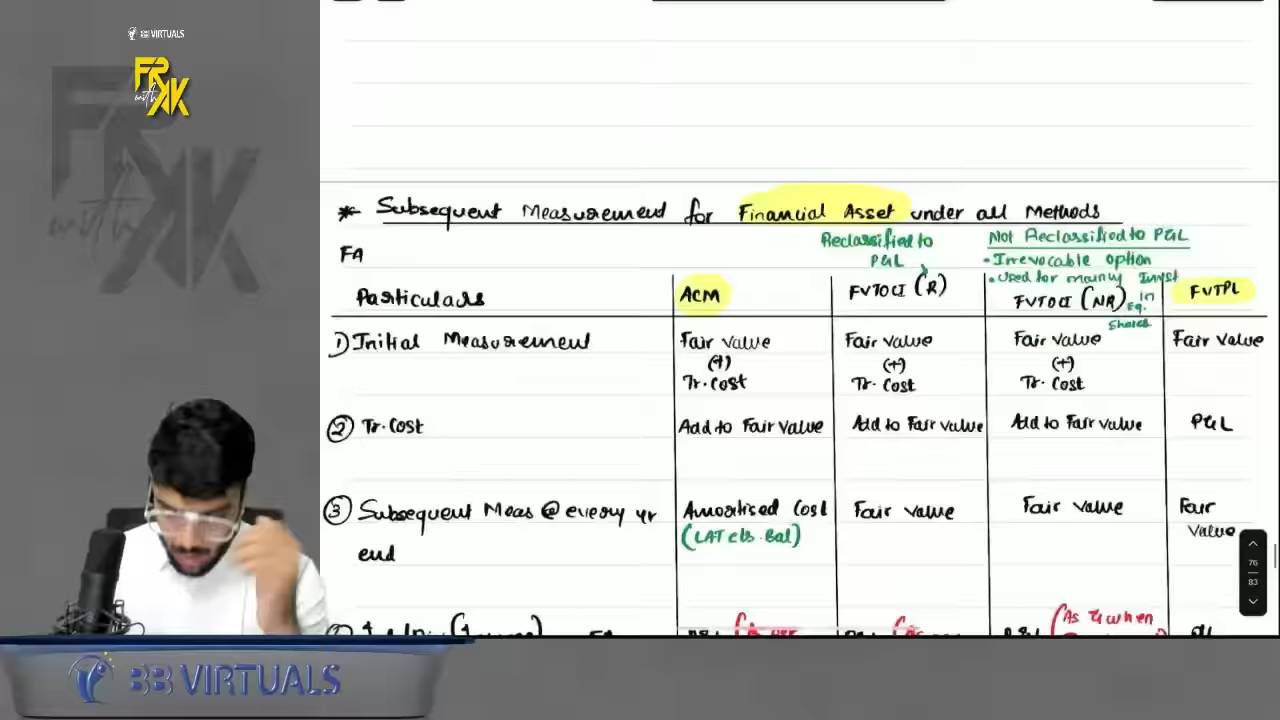 BB VIRTUALS
FR
with
KK
* Subsequent Measurement for Financial Asset under all Methods
FA
Reclassified to
P&L
Not Reclassified to P&L
• Irrevocable option
• Used for mainly Invst
in
Eq.
Shares
Particulars ACM FVTOCI (R) FVTOCI (NR) FVTPL
1) Initial Measurement Fair value Fair value Fair value Fair value
(+) (+) (+)
Tr. Cost Tr. Cost Tr. Cost
2 Tr. Cost Add to Fair value Add to Fair value Add to Fair value P&L
3 Subsequent Meas @ every yr Amortised Cost Fair value Fair value Fair
end (LAT cls. Bal) Value
(As & when
76
83
BB VIRTUALS